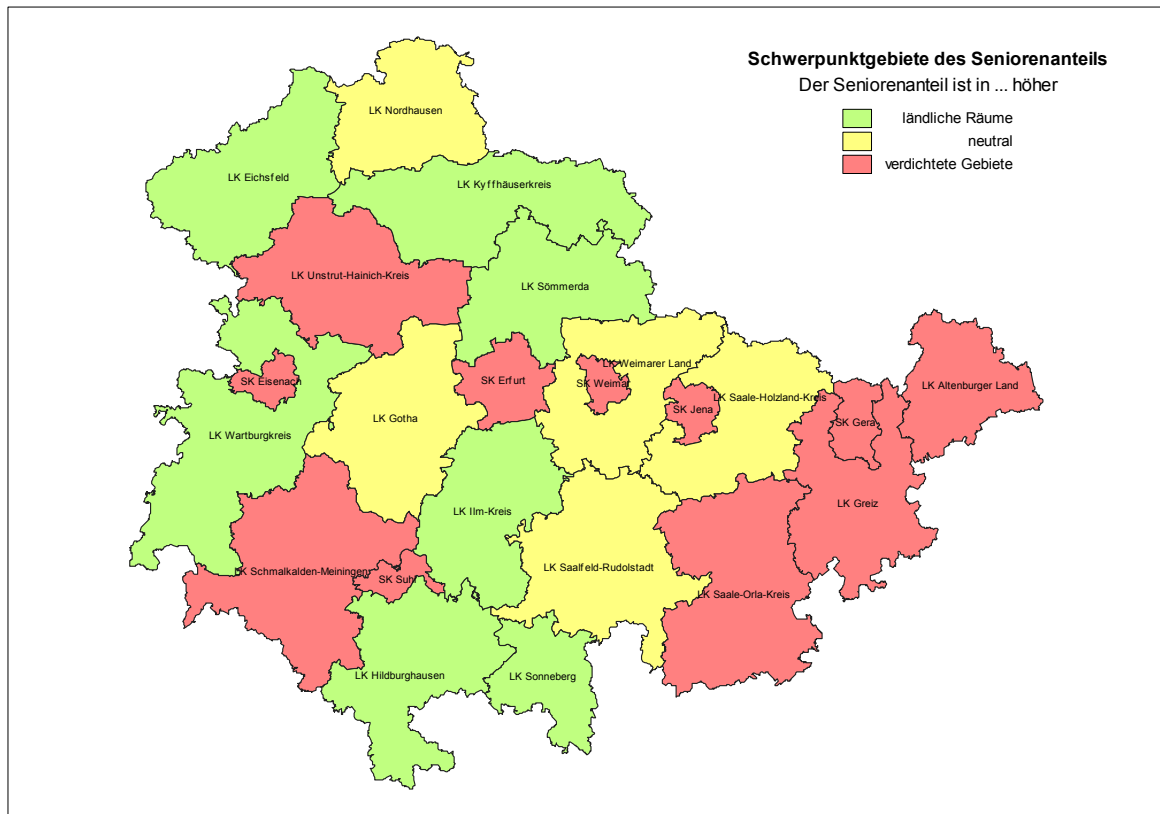 Schwerpunktgebiete des Seniorenanteils
Der Seniorenanteil ist in ... höher
ländliche Räume
neutral
verdichtete Gebiete
LK Nordhausen
LK Eichsfeld
LK Kyffhäuserkreis
LK Unstrut-Hainich-Kreis
LK Sömmerda
LK Weimarer Land
SK Eisenach
SK Erfurt
SK Weimar
LK Altenburger Land
LK Saale-Holzland-Kreis
SK Jena
LK Gotha
SK Gera
LK Wartburgkreis
LK Greiz
LK Ilm-Kreis
LK Schmalkalden-Meiningen
LK Saalfeld-Rudolstadt
SK Suhl
LK Saale-Orla-Kreis
LK Hildburghausen
LK Sonneberg